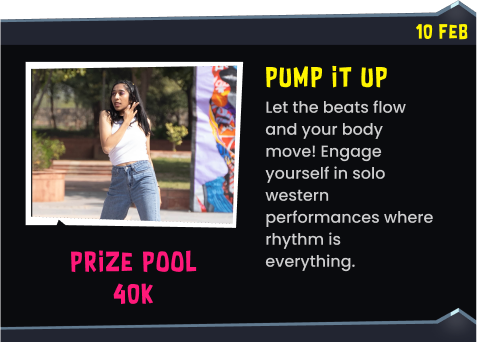 10 FEB
PUMP iT UP
Let the beats flow
and your body
move! Engage
yourself in solo
western
performances where
rhythm is
everything.
PRiZE POOL
40K